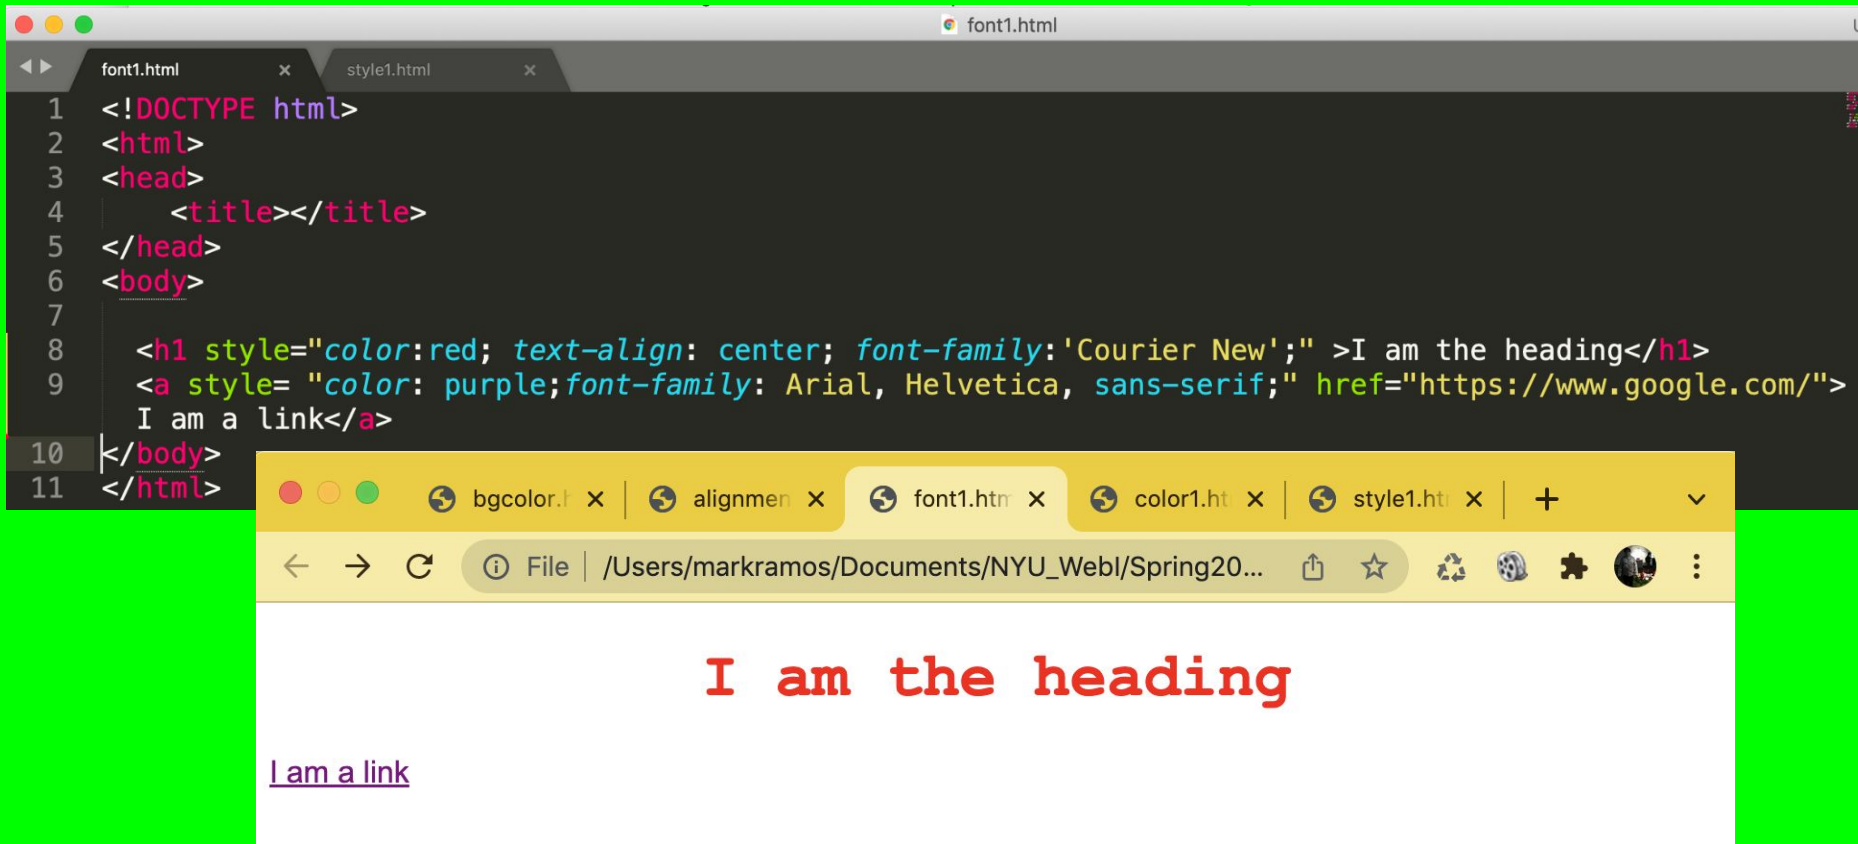 font1.html
font1.html × style1.html ×
1 <!DOCTYPE html>
2 <html>
3 <head>
4 <title></title>
5 </head>
6 <body>
7
8 <h1 style="color:red; text-align: center; font-family:'Courier New';" >I am the heading</h1>
9 <a style= "color: purple;font-family: Arial, Helvetica, sans-serif;" href="https://www.google.com/">
I am a link</a>
10 </body>
11 </html>
bgcolor.h × alignmen × font1.htm × color1.ht × style1.htm × +
File /Users/markramos/Documents/NYU_WebI/Spring20...
I am the heading
I am a link